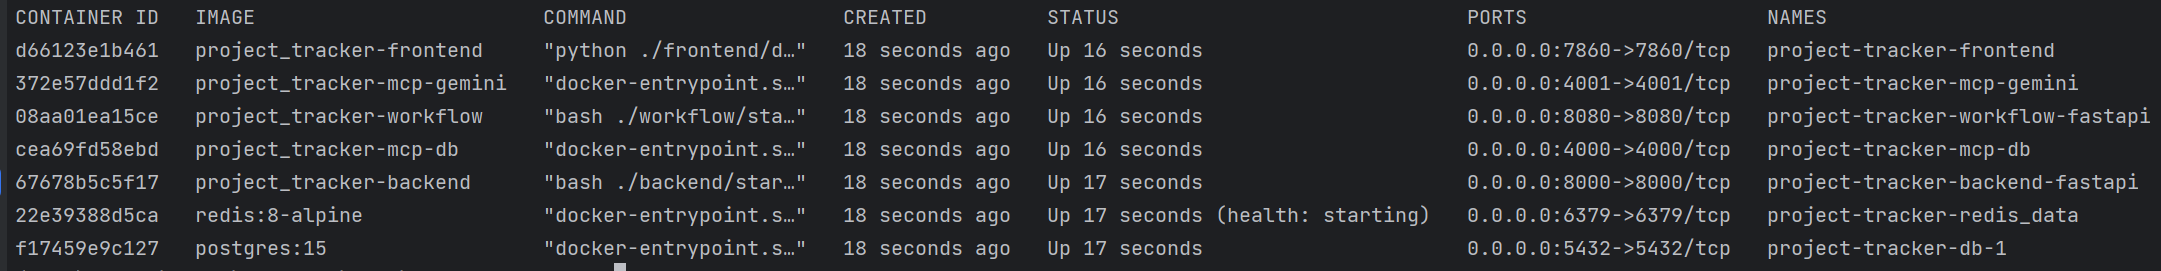 CONTAINER ID   IMAGE                        COMMAND                  CREATED          STATUS                             PORTS                    NAMES
d66123e1b461   project_tracker-frontend     "python ./frontend/d…"   18 seconds ago   Up 16 seconds                      0.0.0.0:7860->7860/tcp   project-tracker-frontend
372e57ddd1f2   project_tracker-mcp-gemini   "docker-entrypoint.s…"   18 seconds ago   Up 16 seconds                      0.0.0.0:4001->4001/tcp   project-tracker-mcp-gemini
08aa01ea15ce   project_tracker-workflow     "bash ./workflow/sta…"   18 seconds ago   Up 16 seconds                      0.0.0.0:8080->8080/tcp   project-tracker-workflow-fastapi
cea69fd58ebd   project_tracker-mcp-db       "docker-entrypoint.s…"   18 seconds ago   Up 16 seconds                      0.0.0.0:4000->4000/tcp   project-tracker-mcp-db
67678b5c5f17   project_tracker-backend      "bash ./backend/star…"   18 seconds ago   Up 17 seconds                      0.0.0.0:8000->8000/tcp   project-tracker-backend-fastapi
22e39388d5ca   redis:8-alpine               "docker-entrypoint.s…"   18 seconds ago   Up 17 seconds (health: starting)   0.0.0.0:6379->6379/tcp   project-tracker-redis_data
f17459e9c127   postgres:15                  "docker-entrypoint.s…"   18 seconds ago   Up 17 seconds                      0.0.0.0:5432->5432/tcp   project-tracker-db-1